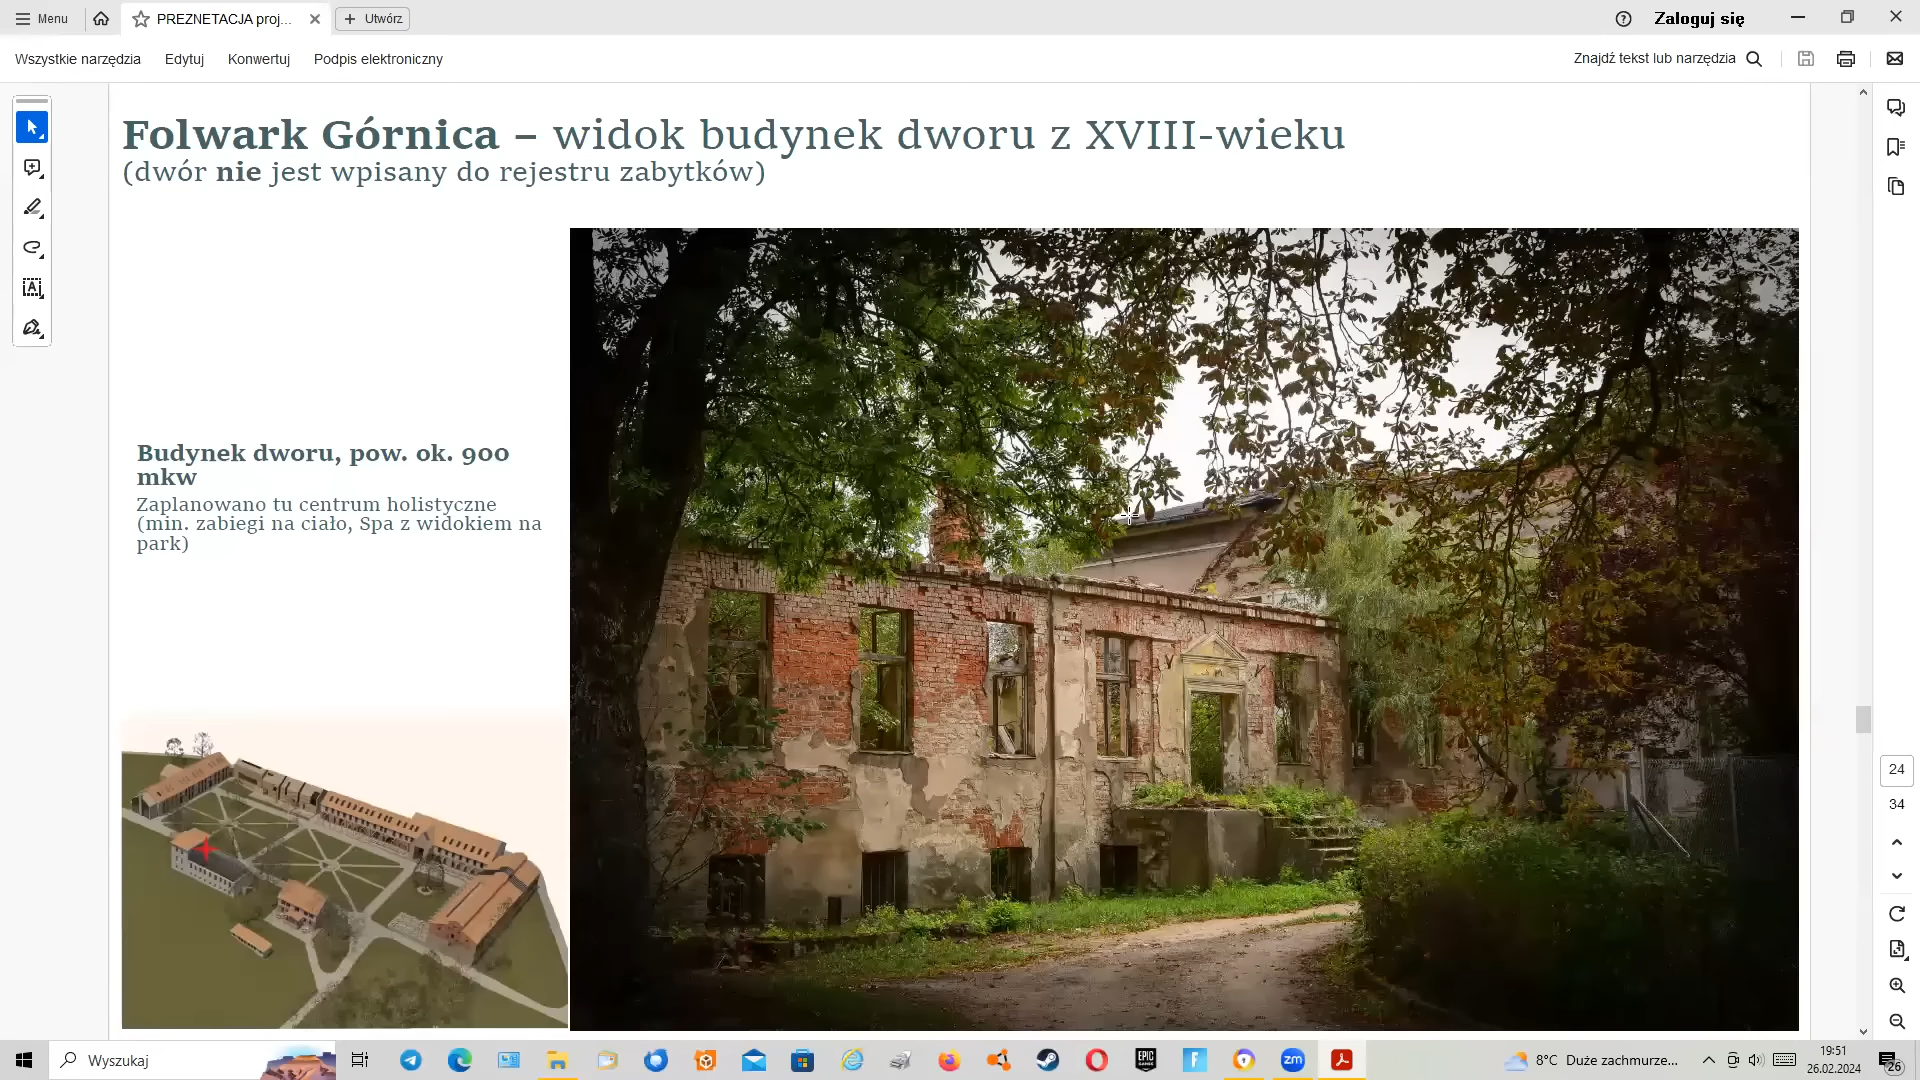 Menu
PREZNETACJA proj...
Utwórz
Zaloguj się
Wszystkie narzędzia
Edytuj
Konwertuj
Podpis elektroniczny
Znajdź tekst lub narzędzia
Folwark Górnica – widok budynek dworu z XVIII-wieku
(dwór nie jest wpisany do rejestru zabytków)
Budynek dworu, pow. ok. 900
mkw
Zaplanowano tu centrum holistyczne
(min. zabiegi na ciało, Spa z widokiem na
park)
24
34
Wyszukaj
EPIC
GAMES
zm
8°C Duże zachmurze...
19:51
26.02.2024
26